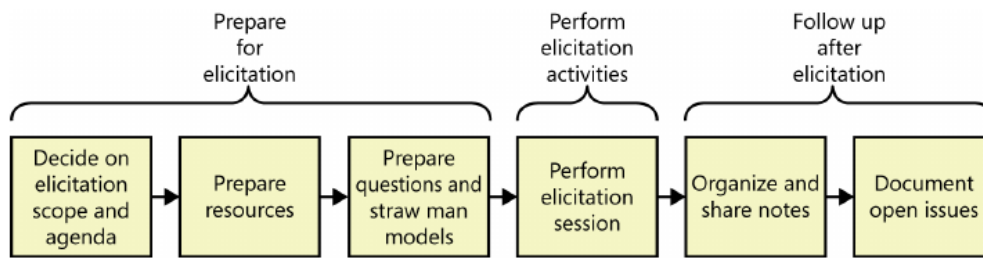 Prepare
for
elicitation
Perform
elicitation
activities
Follow up
after
elicitation
Decide on
elicitation
scope and
agenda
Prepare
resources
Prepare
questions and
straw man
models
Perform
elicitation
session
Organize and
share notes
Document
open issues